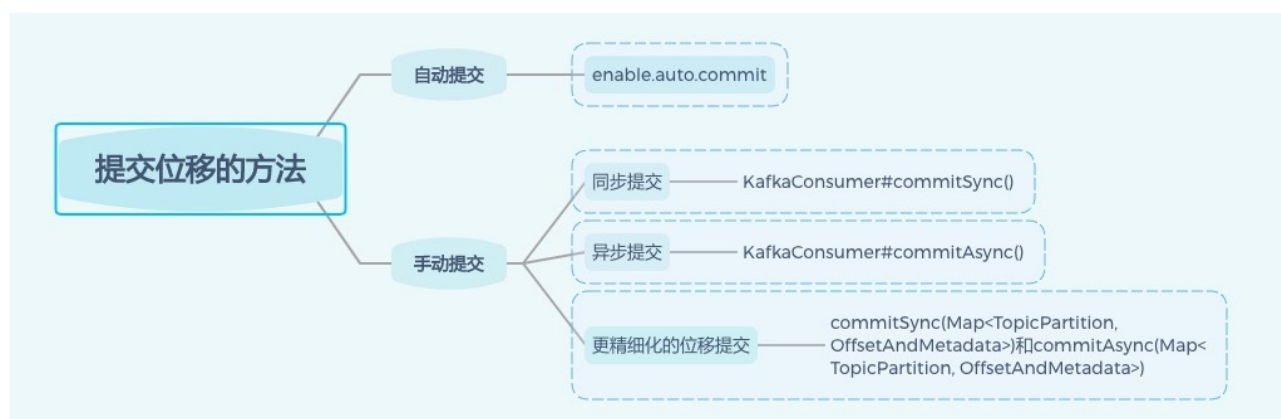 提交位移的方法
自动提交
enable.auto.commit
手动提交
同步提交
KafkaConsumer#commitSync()
异步提交
KafkaConsumer#commitAsync()
更精细化的位移提交
commitSync(Map<TopicPartition,
OffsetAndMetadata>)和commitAsync(Map<
TopicPartition, OffsetAndMetadata>)